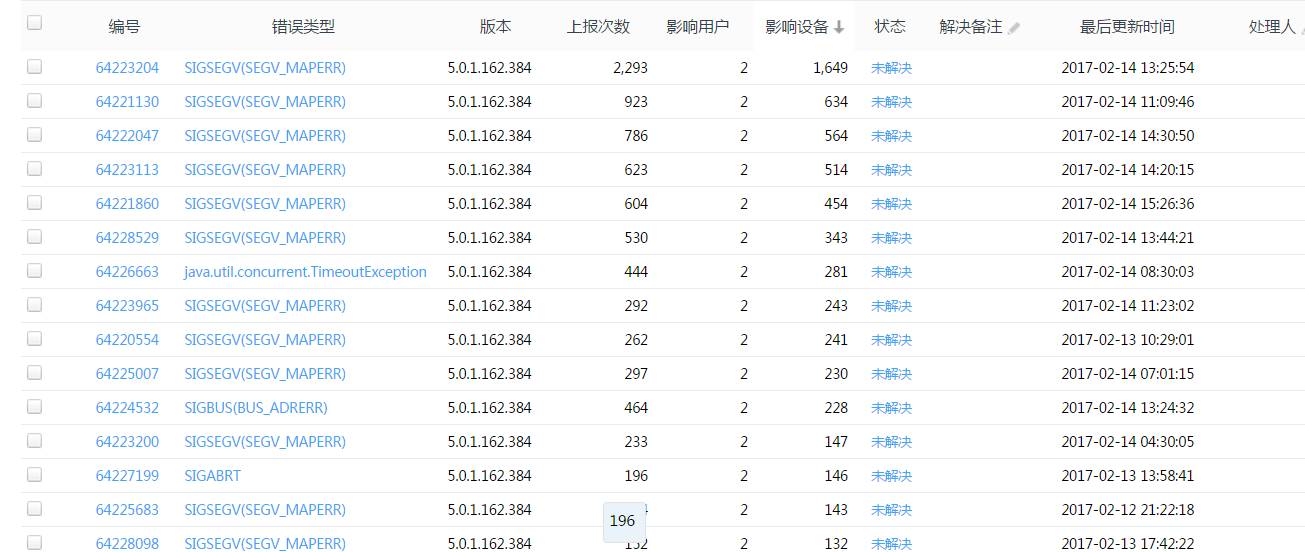 编号 错误类型 版本 上报次数 影响用户 影响设备 状态 解决备注 最后更新时间 处理人
64223204 SIGSEGV(SEGV_MAPERR) 5.0.1.162.384 2,293 2 1,649 未解决 2017-02-14 13:25:54
64221130 SIGSEGV(SEGV_MAPERR) 5.0.1.162.384 923 2 634 未解决 2017-02-14 11:09:46
64222047 SIGSEGV(SEGV_MAPERR) 5.0.1.162.384 786 2 564 未解决 2017-02-14 14:30:50
64223113 SIGSEGV(SEGV_MAPERR) 5.0.1.162.384 623 2 514 未解决 2017-02-14 14:20:15
64221860 SIGSEGV(SEGV_MAPERR) 5.0.1.162.384 604 2 454 未解决 2017-02-14 15:26:36
64228529 SIGSEGV(SEGV_MAPERR) 5.0.1.162.384 530 2 343 未解决 2017-02-14 13:44:21
64226663 java.util.concurrent.TimeoutException 5.0.1.162.384 444 2 281 未解决 2017-02-14 08:30:03
64223965 SIGSEGV(SEGV_MAPERR) 5.0.1.162.384 292 2 243 未解决 2017-02-14 11:23:02
64220554 SIGSEGV(SEGV_MAPERR) 5.0.1.162.384 262 2 241 未解决 2017-02-13 10:29:01
64225007 SIGSEGV(SEGV_MAPERR) 5.0.1.162.384 297 2 230 未解决 2017-02-14 07:01:15
64224532 SIGBUS(BUS_ADRERR) 5.0.1.162.384 464 2 228 未解决 2017-02-14 13:24:32
64223200 SIGSEGV(SEGV_MAPERR) 5.0.1.162.384 233 2 147 未解决 2017-02-14 04:30:05
64227199 SIGABRT 5.0.1.162.384 196 2 146 未解决 2017-02-13 13:58:41
64225683 SIGSEGV(SEGV_MAPERR) 5.0.1.162.384 2 143 未解决 2017-02-12 21:22:18
196
64228098 SIGSEGV(SEGV_MAPERR) 5.0.1.162.384 2 132 未解决 2017-02-13 17:42:22